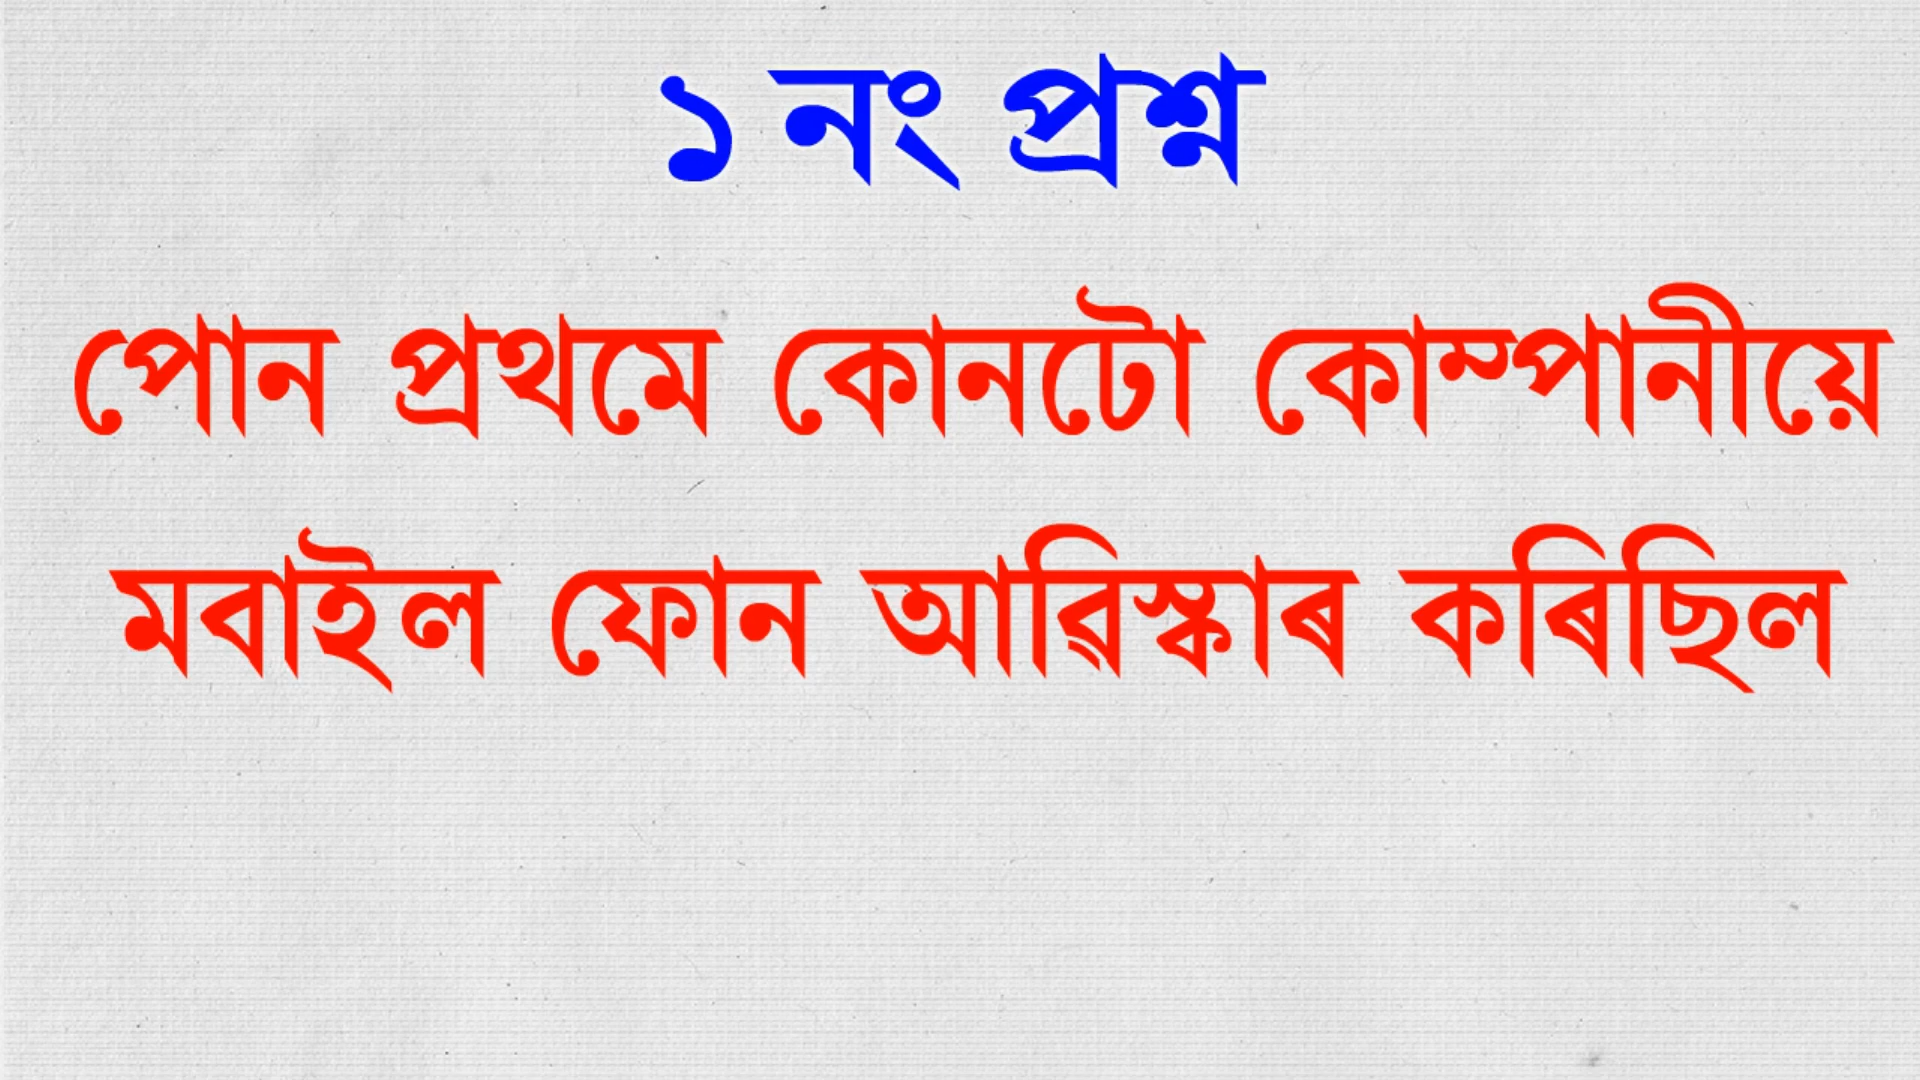 ১ নং প্ৰশ্ন
পোন প্ৰথমে কোনটো কোম্পানীয়ে
মবাইল ফোন আৱিস্কাৰ কৰিছিল